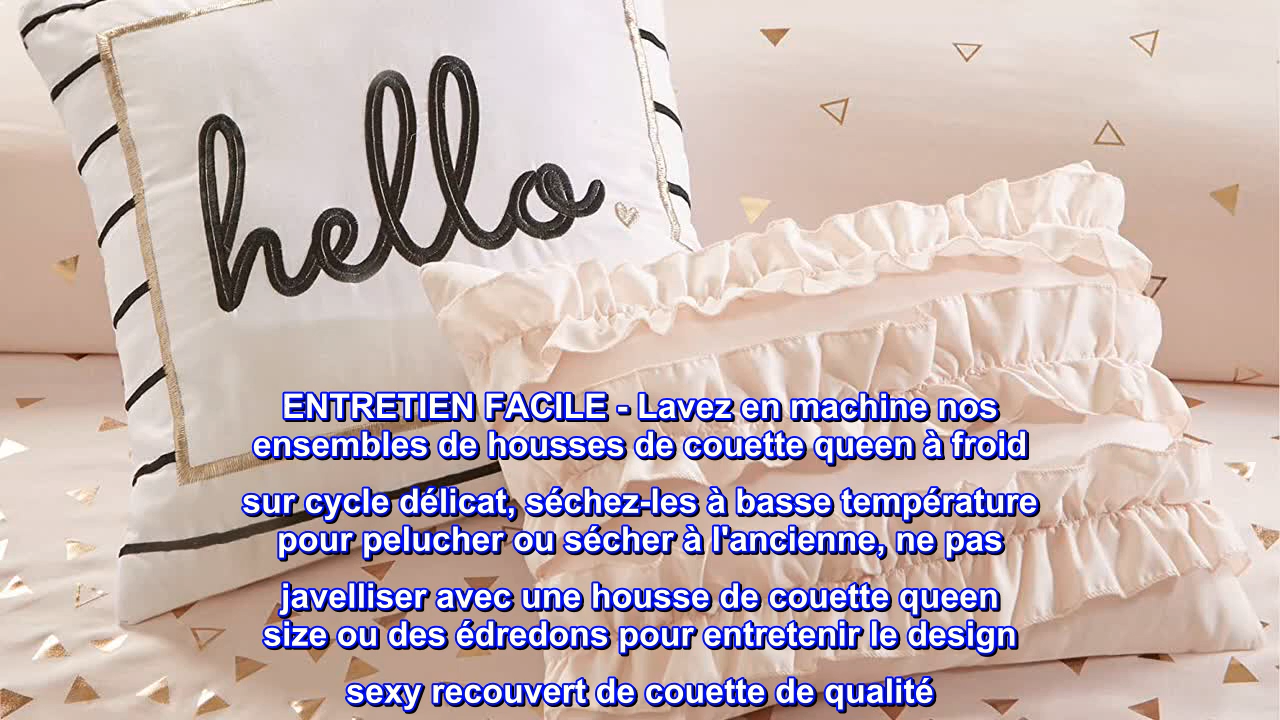 hello
ENTRETIEN FACILE - Lavez en machine nos
ensembles de housses de couette queen à froid
sur cycle délicat, séchez-les à basse température
pour pelucher ou sécher à l'ancienne, ne pas
javelliser avec une housse de couette queen
size ou des édredons pour entretenir le design
sexy recouvert de couette de qualité